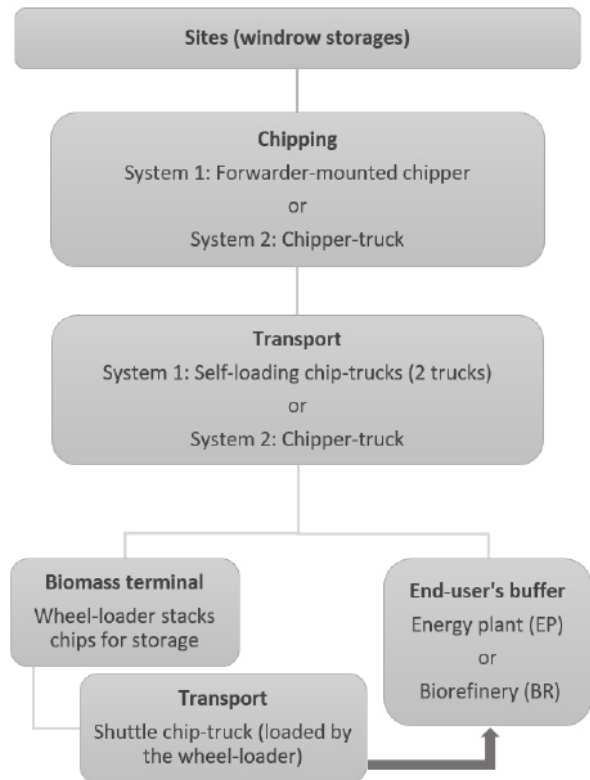 Sites (windrow storages)
Chipping
System 1: Forwarder-mounted chipper
or
System 2: Chipper-truck
Transport
System 1: Self-loading chip-trucks (2 trucks)
or
System 2: Chipper-truck
Biomass terminal
Wheel-loader stacks
chips for storage
Transport
Shuttle chip-truck (loaded by
the wheel-loader)
End-user's buffer
Energy plant (EP)
or
Biorefinery (BR)